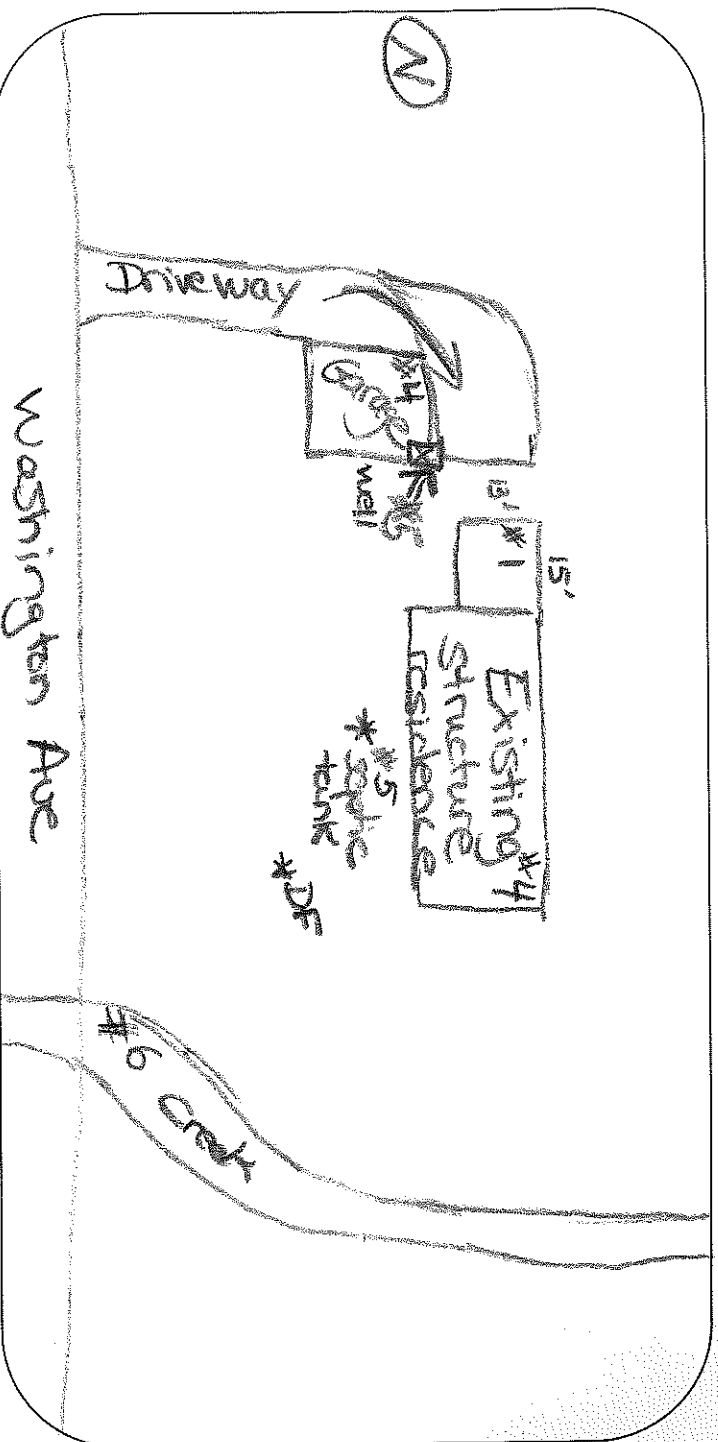 N
Driveway
Garage
*4
*5
well
13'
*1
15'
Existing
structure
residence
*4
*5
* septic
tank
*DF
#6 Creek
Washington Ave